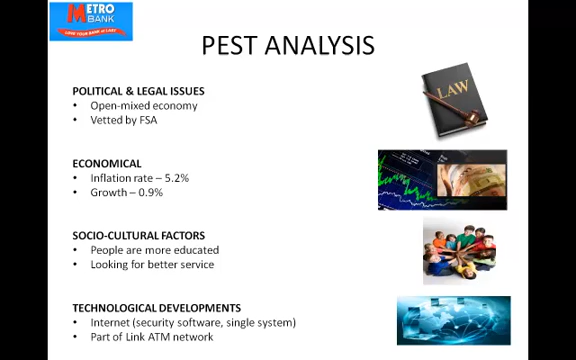 METRO
BANK
LOVE YOUR BANK AT LAST
PEST ANALYSIS
POLITICAL & LEGAL ISSUES
• Open-mixed economy
• Vetted by FSA
LAW
ECONOMICAL
• Inflation rate – 5.2%
• Growth – 0.9%
SOCIO-CULTURAL FACTORS
• People are more educated
• Looking for better service
TECHNOLOGICAL DEVELOPMENTS
• Internet (security software, single system)
• Part of Link ATM network